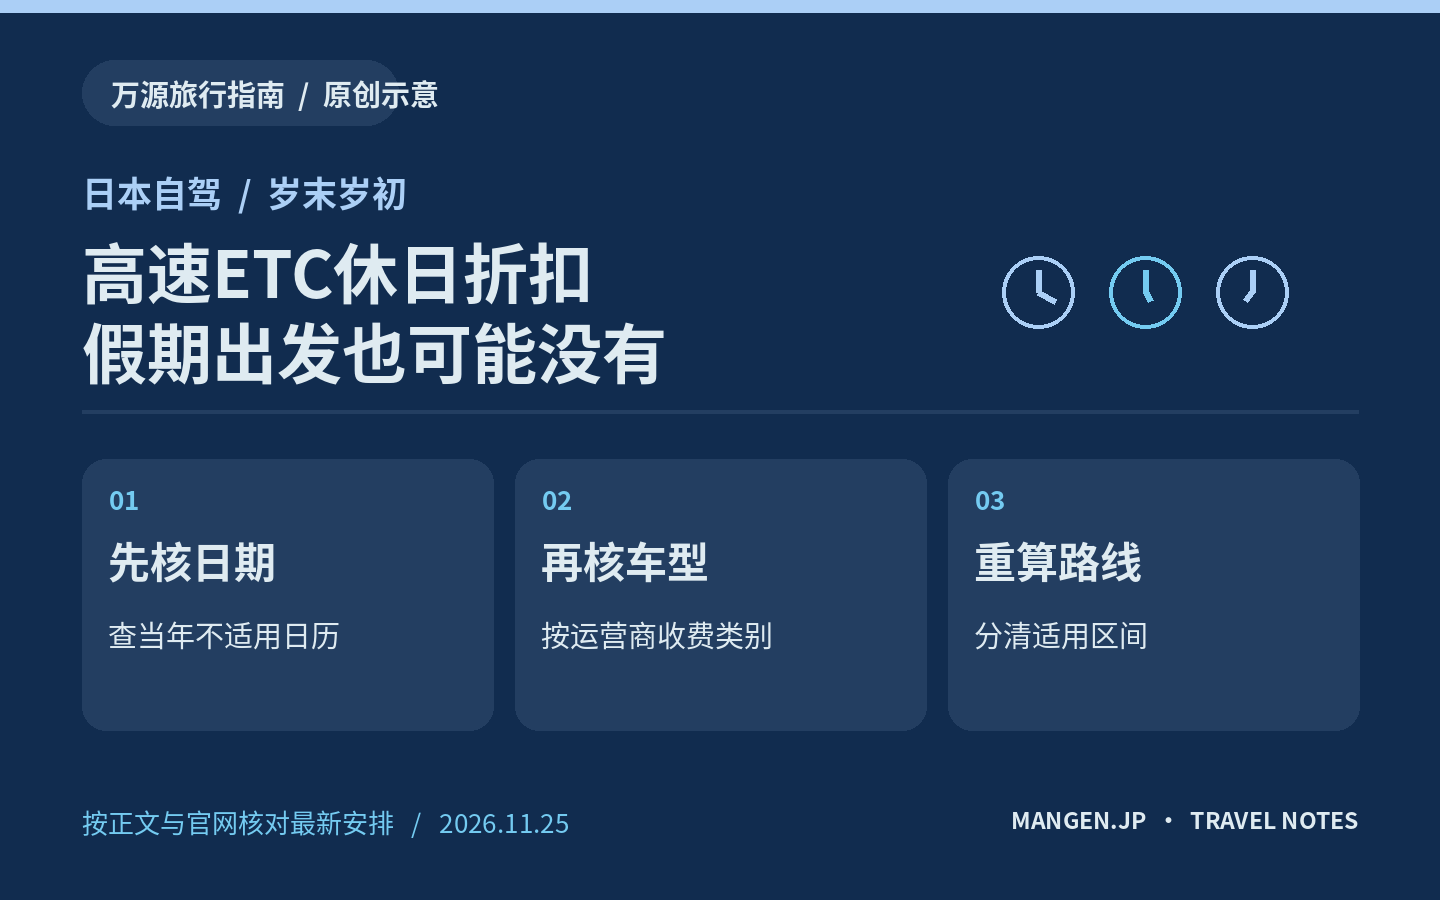 万源旅行指南 / 原创示意
日本自驾 / 岁末岁初
高速ETC休日折扣
假期出发也可能没有
01
先核日期
查当年不适用日历
02
再核车型
按运营商收费类别
03
重算路线
分清适用区间
按正文与官网核对最新安排 / 2026.11.25
MANGEN.JP • TRAVEL NOTES